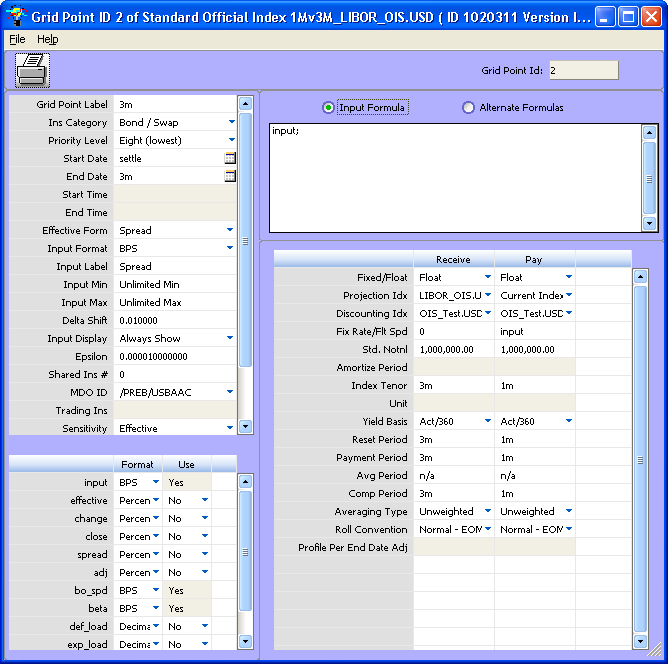 Grid Point ID 2 of Standard Official Index 1Mv3M_LIBOR_OIS.USD ( ID 1020311 Version I...
File Help
Grid Point Id: 2
Grid Point Label 3m
Ins Category Bond / Swap
Priority Level Eight (lowest)
Start Date settle
End Date 3m
Start Time
End Time
Effective Form Spread
Input Format BPS
Input Label Spread
Input Min Unlimited Min
Input Max Unlimited Max
Delta Shift 0.010000
Input Display Always Show
Epsilon 0.000010000000
Shared Ins # 0
MDO ID /PREB/USBAAC
Trading Ins
Sensitivity Effective
Format Use
input BPS Yes
effective Percen No
change Percen No
close Percen No
spread Percen No
adj Percen No
bo_spd BPS Yes
beta BPS Yes
def_load Decima No
exp_load Decima No
Input Formula Alternate Formulas
input;
Receive Pay
Fixed/Float Float Float
Projection Idx LIBOR_OIS.U Current Index
Discounting Idx OIS_Test.USD OIS_Test.USD
Fix Rate/Flt Spd 0 input
Std. Notnl 1,000,000.00 1,000,000.00
Amortize Period
Index Tenor 3m 1m
Unit
Yield Basis Act/360 Act/360
Reset Period 3m 1m
Payment Period 3m 1m
Avg Period n/a n/a
Comp Period 3m 1m
Averaging Type Unweighted Unweighted
Roll Convention Normal - EOM Normal - EOM
Profile Per End Date Adj